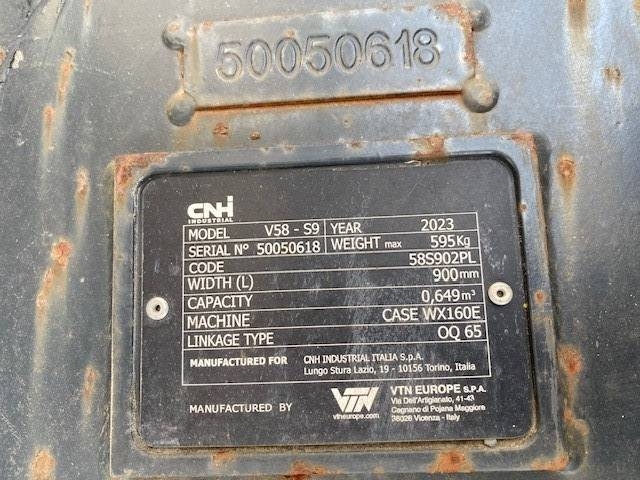 50050618
CNH
INDUSTRIAL
MODEL V58 - S9 YEAR 2023
SERIAL N° 50050618 WEIGHT max 595Kg
CODE 58S902PL
WIDTH (L) 900mm
CAPACITY 0,649m³
MACHINE CASE WX160E
LINKAGE TYPE OQ 65
MANUFACTURED FOR CNH INDUSTRIAL ITALIA S.p.A.
Lungo Stura Lazio, 19 - 10156 Torino, Italia
MANUFACTURED BY VTN VTN EUROPE S.P.A.
vtneurope.com Via Dell'Artigianato, 41-43
Cagnano di Pojana Maggiore
36026 Vicenza - Italy